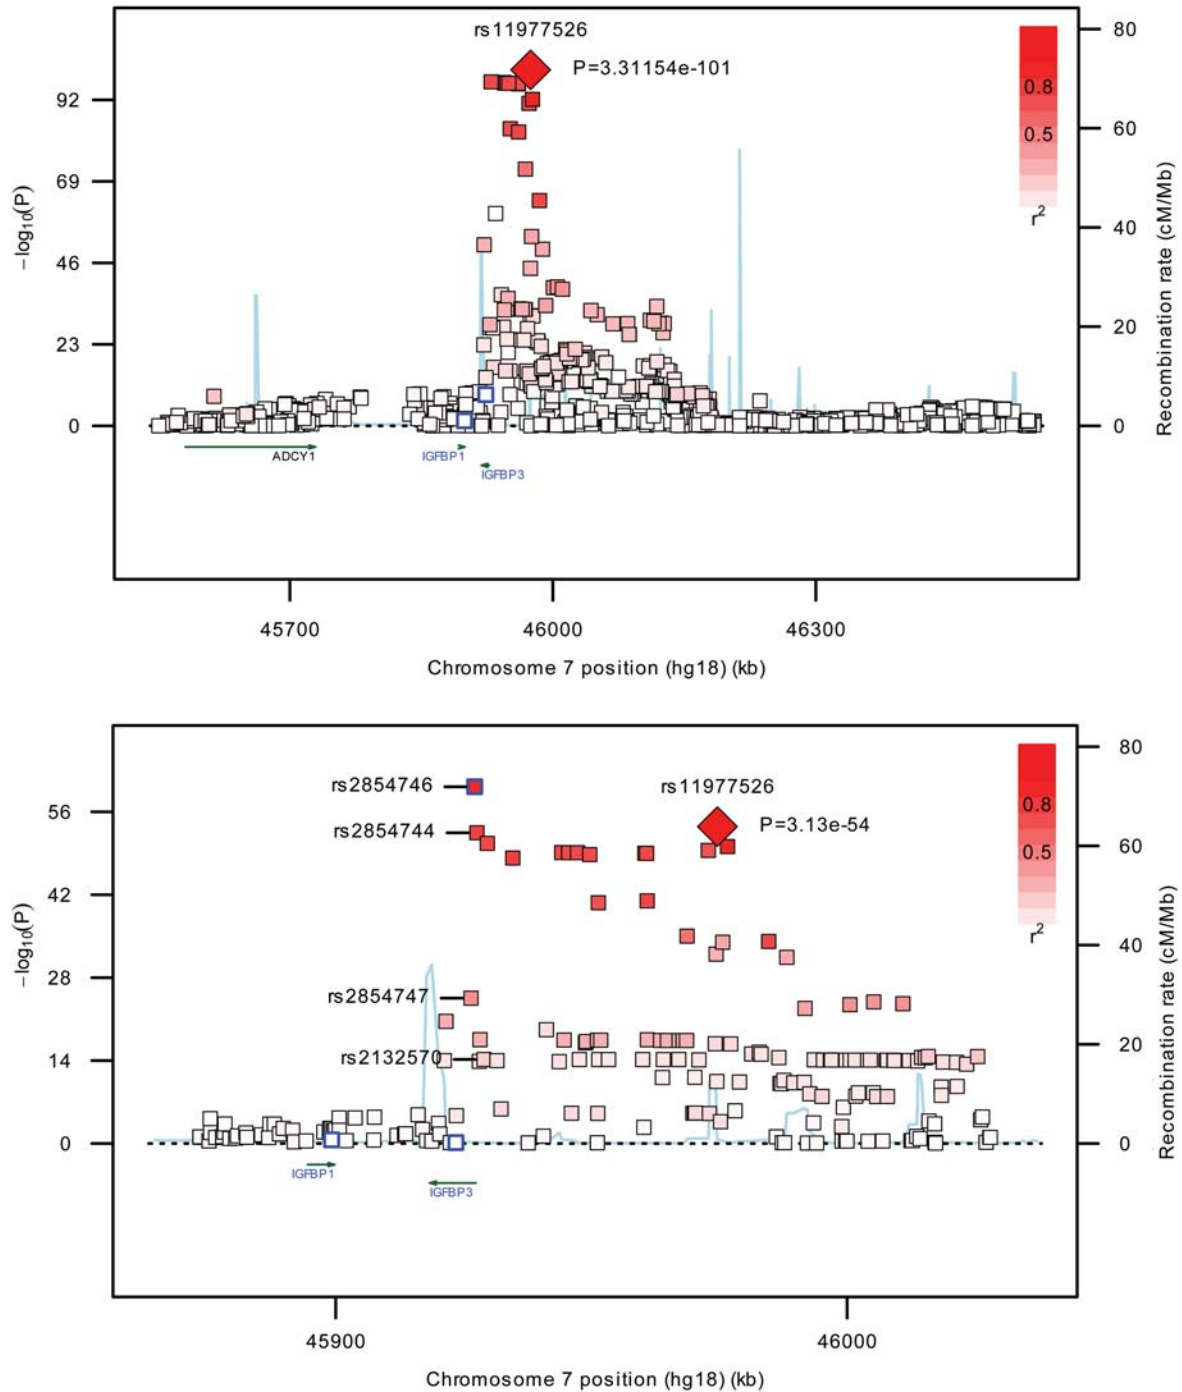 rs11977526
P=3.31154e-101
92
69
46
23
0
−log10(P)
80
60
40
20
0
Recombination rate (cM/Mb)
0.8
0.5
r2
ADCY1
IGFBP1
IGFBP3
45700 46000 46300
Chromosome 7 position (hg18) (kb)
rs2854746
rs2854744
rs2854747
rs2132570
rs11977526
P=3.13e-54
56
42
28
14
0
−log10(P)
80
60
40
20
0
Recombination rate (cM/Mb)
0.8
0.5
r2
IGFBP1
IGFBP3
45900 46000
Chromosome 7 position (hg18) (kb)